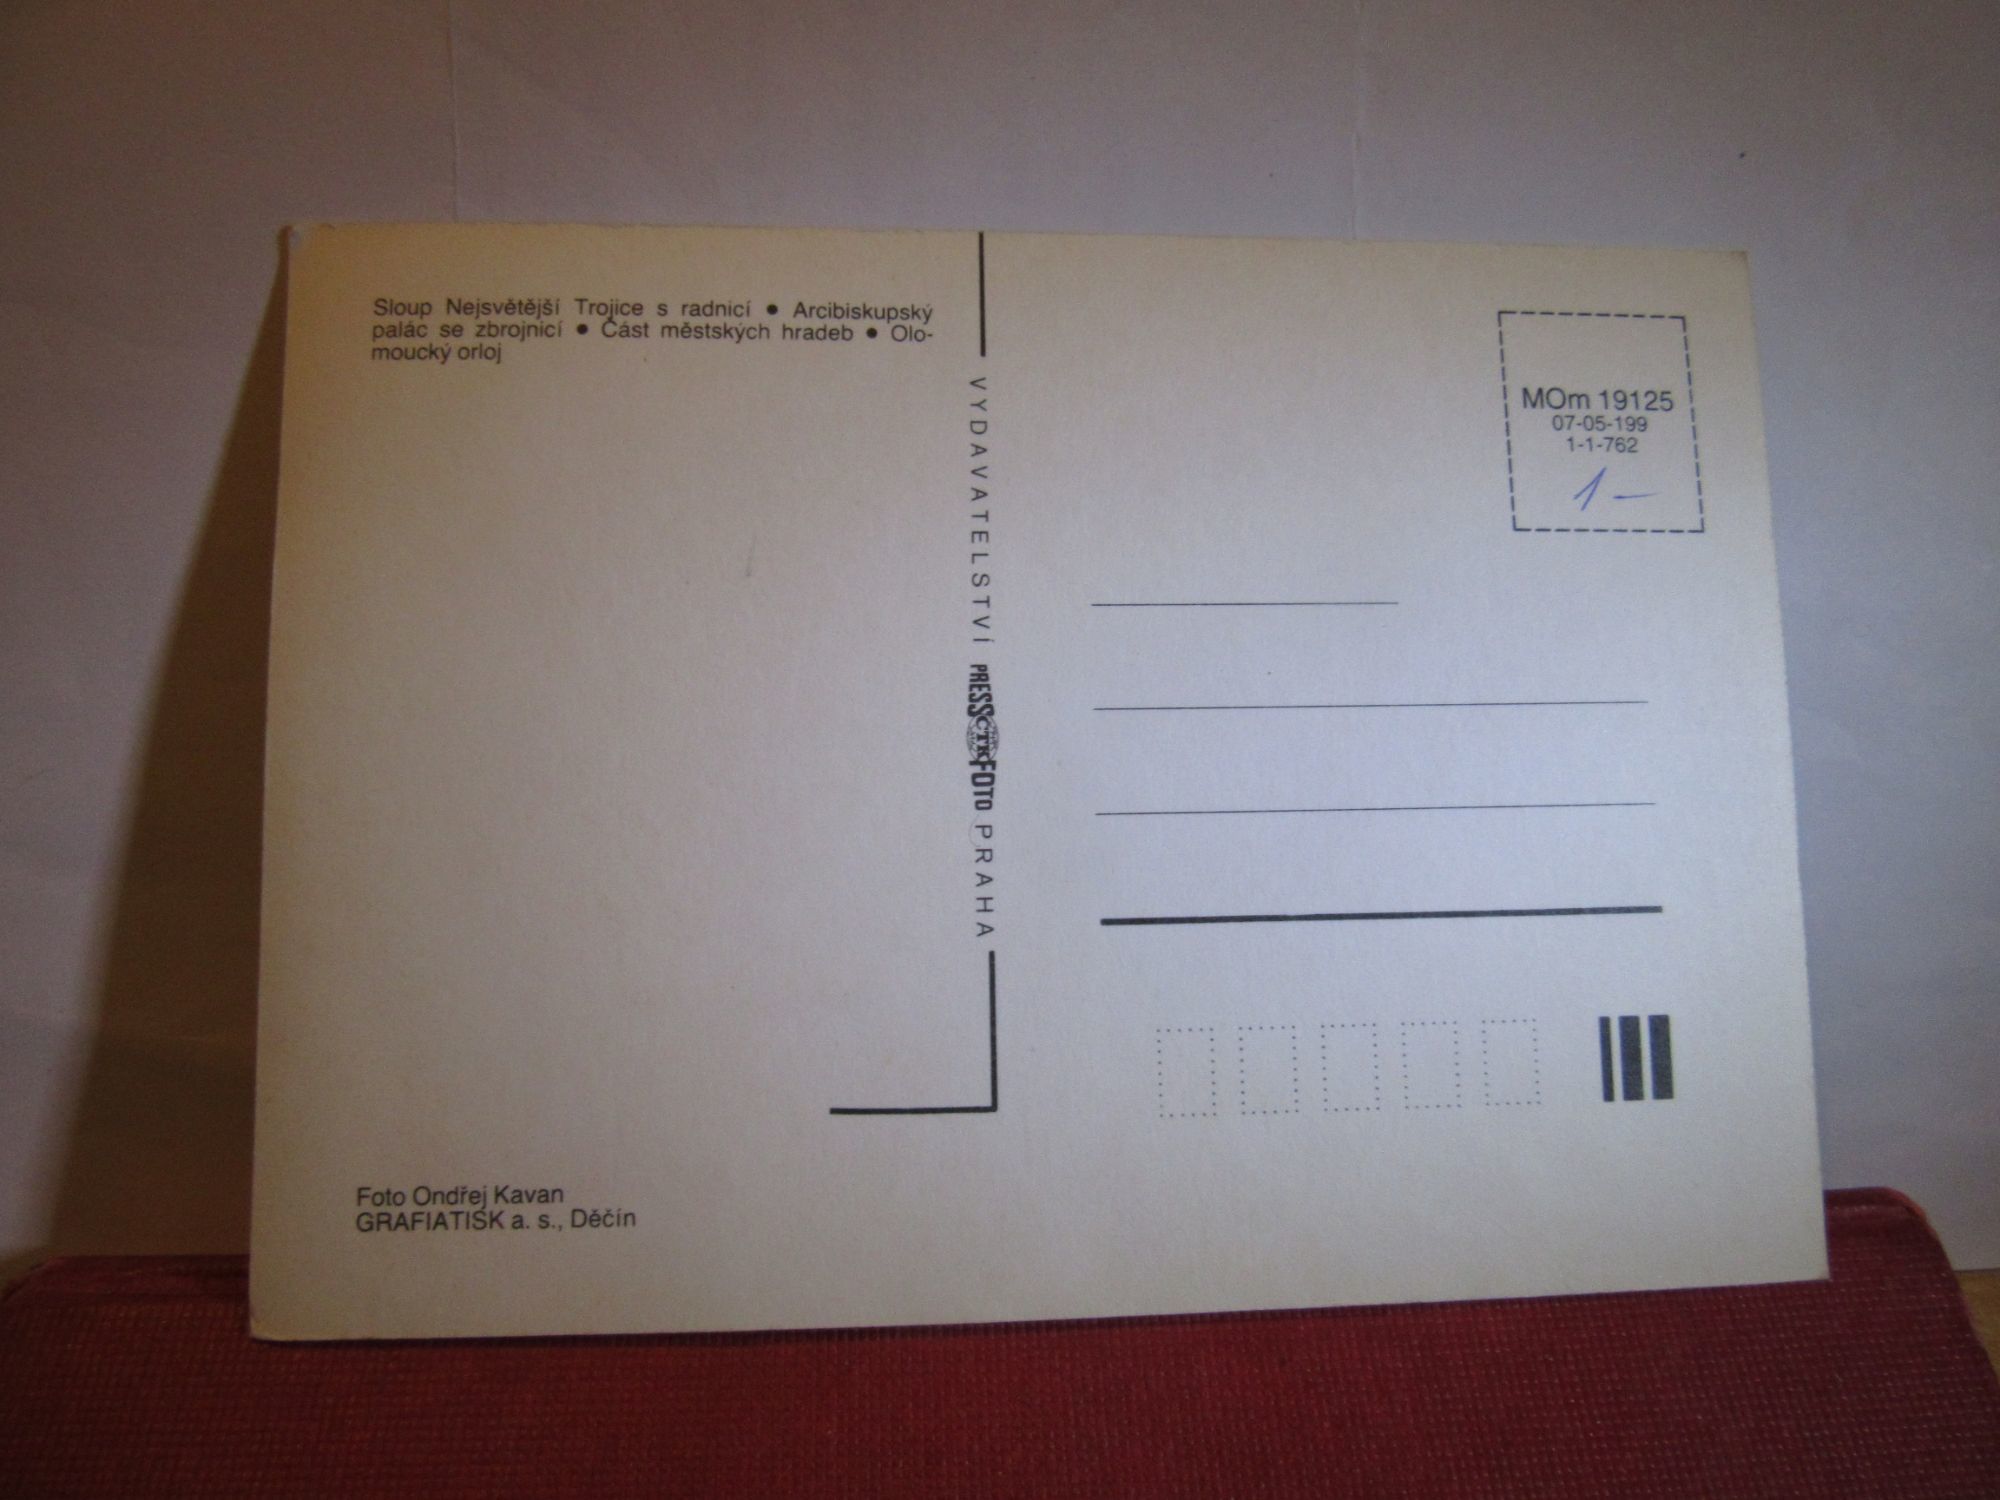 Sloup Nejsvětější Trojice s radnicí ● Arcibiskupský
palác se zbrojnicí ● Část městských hradeb ● Olo-
moucký orloj
VYDAVATELSTVÍ PRESSČTKFOTO PRAHA
MOm 19125
07-05-199
1-1-762
1-
Foto Ondřej Kavan
GRAFIATISK a. s., Děčín